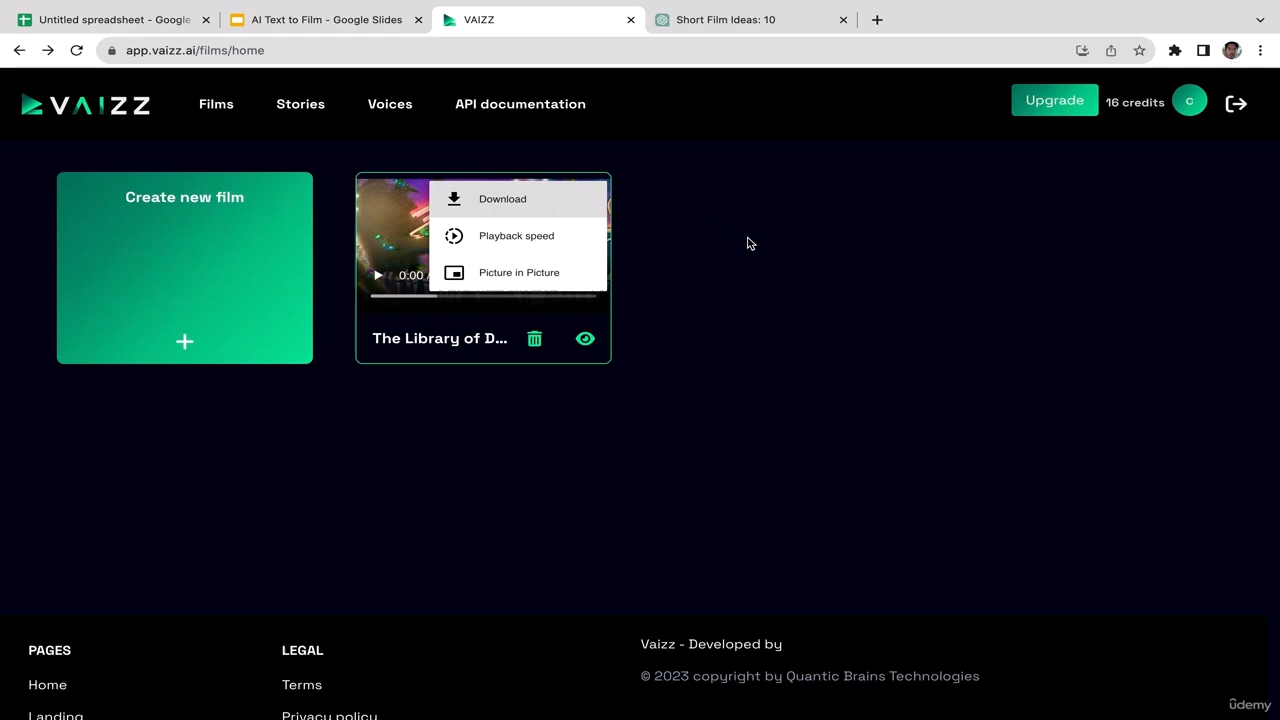 Untitled spreadsheet - Google
AI Text to Film - Google Slides
VAIZZ
Short Film Ideas: 10
app.vaizz.ai/films/home
VAIZZ
Films
Stories
Voices
API documentation
Upgrade
16 credits
c
Create new film
+
Download
Playback speed
Picture in Picture
0:00 /
The Library of D...
PAGES
Home
Landing
LEGAL
Terms
Privacy policy
Vaizz - Developed by
© 2023 copyright by Quantic Brains Technologies
ûdemy